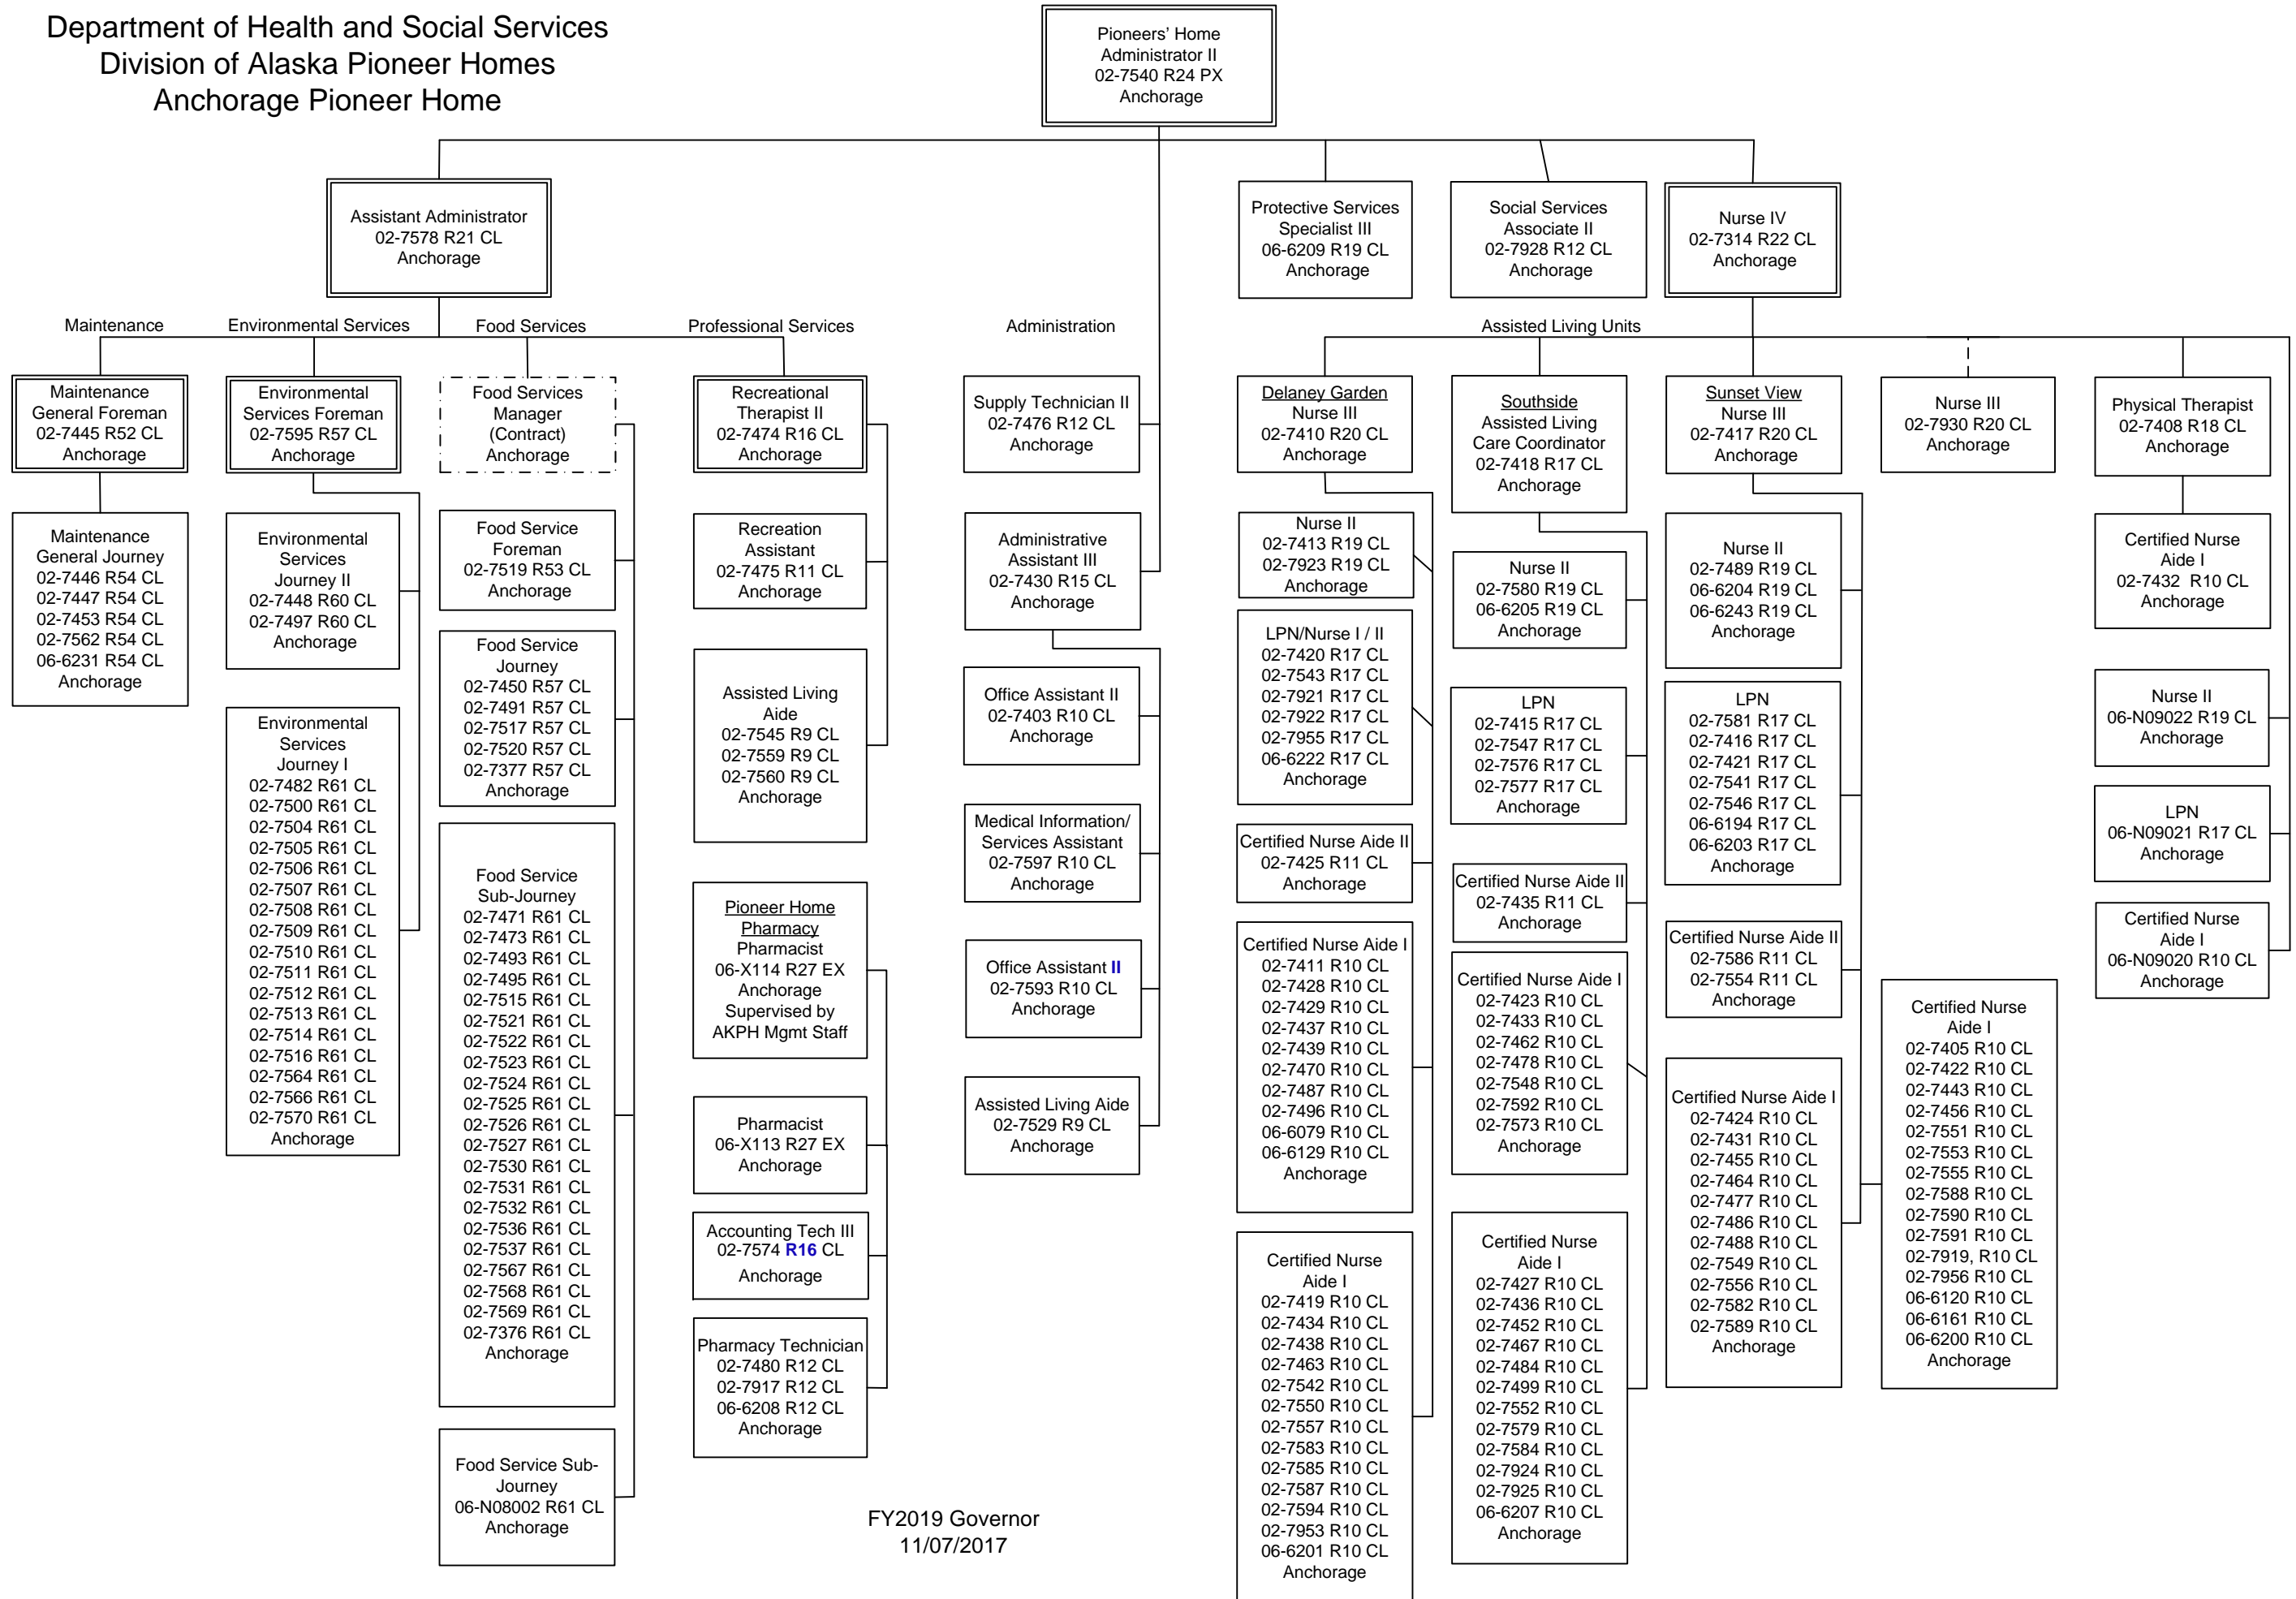 Department of Health and Social Services
Division of Alaska Pioneer Homes
Anchorage Pioneer Home
Pioneers' Home
Administrator II
02-7540 R24 PX
Anchorage
Assistant Administrator
02-7578 R21 CL
Anchorage
Protective Services
Specialist III
06-6209 R19 CL
Anchorage
Social Services
Associate II
02-7928 R12 CL
Anchorage
Nurse IV
02-7314 R22 CL
Anchorage
Maintenance
Environmental Services
Food Services
Professional Services
Administration
Assisted Living Units
Maintenance
General Foreman
02-7445 R52 CL
Anchorage
Maintenance
General Journey
02-7446 R54 CL
02-7447 R54 CL
02-7453 R54 CL
02-7562 R54 CL
06-6231 R54 CL
Anchorage
Environmental
Services Foreman
02-7595 R57 CL
Anchorage
Environmental
Services
Journey II
02-7448 R60 CL
02-7497 R60 CL
Anchorage
Environmental
Services
Journey I
02-7482 R61 CL
02-7500 R61 CL
02-7504 R61 CL
02-7505 R61 CL
02-7506 R61 CL
02-7507 R61 CL
02-7508 R61 CL
02-7509 R61 CL
02-7510 R61 CL
02-7511 R61 CL
02-7512 R61 CL
02-7513 R61 CL
02-7514 R61 CL
02-7516 R61 CL
02-7564 R61 CL
02-7566 R61 CL
02-7570 R61 CL
Anchorage
Food Services
Manager
(Contract)
Anchorage
Food Service
Foreman
02-7519 R53 CL
Anchorage
Food Service
Journey
02-7450 R57 CL
02-7491 R57 CL
02-7517 R57 CL
02-7520 R57 CL
02-7377 R57 CL
Anchorage
Food Service
Sub-Journey
02-7471 R61 CL
02-7473 R61 CL
02-7493 R61 CL
02-7495 R61 CL
02-7515 R61 CL
02-7521 R61 CL
02-7522 R61 CL
02-7523 R61 CL
02-7524 R61 CL
02-7525 R61 CL
02-7526 R61 CL
02-7527 R61 CL
02-7530 R61 CL
02-7531 R61 CL
02-7532 R61 CL
02-7536 R61 CL
02-7537 R61 CL
02-7567 R61 CL
02-7568 R61 CL
02-7569 R61 CL
02-7376 R61 CL
Anchorage
Food Service Sub-
Journey
06-N08002 R61 CL
Anchorage
Recreational
Therapist II
02-7474 R16 CL
Anchorage
Recreation
Assistant
02-7475 R11 CL
Anchorage
Assisted Living
Aide
02-7545 R9 CL
02-7559 R9 CL
02-7560 R9 CL
Anchorage
Pioneer Home
Pharmacy
Pharmacist
06-X114 R27 EX
Anchorage
Supervised by
AKPH Mgmt Staff
Pharmacist
06-X113 R27 EX
Anchorage
Accounting Tech III
02-7574 R16 CL
Anchorage
Pharmacy Technician
02-7480 R12 CL
02-7917 R12 CL
06-6208 R12 CL
Anchorage
Supply Technician II
02-7476 R12 CL
Anchorage
Administrative
Assistant III
02-7430 R15 CL
Anchorage
Office Assistant II
02-7403 R10 CL
Anchorage
Medical Information/
Services Assistant
02-7597 R10 CL
Anchorage
Office Assistant II
02-7593 R10 CL
Anchorage
Assisted Living Aide
02-7529 R9 CL
Anchorage
Delaney Garden
Nurse III
02-7410 R20 CL
Anchorage
Nurse II
02-7413 R19 CL
02-7923 R19 CL
Anchorage
LPN/Nurse I / II
02-7420 R17 CL
02-7543 R17 CL
02-7921 R17 CL
02-7922 R17 CL
02-7955 R17 CL
06-6222 R17 CL
Anchorage
Certified Nurse Aide II
02-7425 R11 CL
Anchorage
Certified Nurse Aide I
02-7411 R10 CL
02-7428 R10 CL
02-7429 R10 CL
02-7437 R10 CL
02-7439 R10 CL
02-7470 R10 CL
02-7487 R10 CL
02-7496 R10 CL
06-6079 R10 CL
06-6129 R10 CL
Anchorage
Certified Nurse
Aide I
02-7419 R10 CL
02-7434 R10 CL
02-7438 R10 CL
02-7463 R10 CL
02-7542 R10 CL
02-7550 R10 CL
02-7557 R10 CL
02-7583 R10 CL
02-7585 R10 CL
02-7587 R10 CL
02-7594 R10 CL
02-7953 R10 CL
06-6201 R10 CL
Anchorage
Southside
Assisted Living
Care Coordinator
02-7418 R17 CL
Anchorage
Nurse II
02-7580 R19 CL
06-6205 R19 CL
Anchorage
LPN
02-7415 R17 CL
02-7547 R17 CL
02-7576 R17 CL
02-7577 R17 CL
Anchorage
Certified Nurse Aide II
02-7435 R11 CL
Anchorage
Certified Nurse Aide I
02-7423 R10 CL
02-7433 R10 CL
02-7462 R10 CL
02-7478 R10 CL
02-7548 R10 CL
02-7592 R10 CL
02-7573 R10 CL
Anchorage
Certified Nurse
Aide I
02-7427 R10 CL
02-7436 R10 CL
02-7452 R10 CL
02-7467 R10 CL
02-7484 R10 CL
02-7499 R10 CL
02-7552 R10 CL
02-7579 R10 CL
02-7584 R10 CL
02-7924 R10 CL
02-7925 R10 CL
06-6207 R10 CL
Anchorage
Sunset View
Nurse III
02-7417 R20 CL
Anchorage
Nurse II
02-7489 R19 CL
06-6204 R19 CL
06-6243 R19 CL
Anchorage
LPN
02-7581 R17 CL
02-7416 R17 CL
02-7421 R17 CL
02-7541 R17 CL
02-7546 R17 CL
06-6194 R17 CL
06-6203 R17 CL
Anchorage
Certified Nurse Aide II
02-7586 R11 CL
02-7554 R11 CL
Anchorage
Certified Nurse Aide I
02-7424 R10 CL
02-7431 R10 CL
02-7455 R10 CL
02-7464 R10 CL
02-7477 R10 CL
02-7486 R10 CL
02-7488 R10 CL
02-7549 R10 CL
02-7556 R10 CL
02-7582 R10 CL
02-7589 R10 CL
Anchorage
Nurse III
02-7930 R20 CL
Anchorage
Certified Nurse
Aide I
02-7405 R10 CL
02-7422 R10 CL
02-7443 R10 CL
02-7456 R10 CL
02-7551 R10 CL
02-7553 R10 CL
02-7555 R10 CL
02-7588 R10 CL
02-7590 R10 CL
02-7591 R10 CL
02-7919, R10 CL
02-7956 R10 CL
06-6120 R10 CL
06-6161 R10 CL
06-6200 R10 CL
Anchorage
Physical Therapist
02-7408 R18 CL
Anchorage
Certified Nurse
Aide I
02-7432 R10 CL
Anchorage
Nurse II
06-N09022 R19 CL
Anchorage
LPN
06-N09021 R17 CL
Anchorage
Certified Nurse
Aide I
06-N09020 R10 CL
Anchorage
FY2019 Governor
11/07/2017